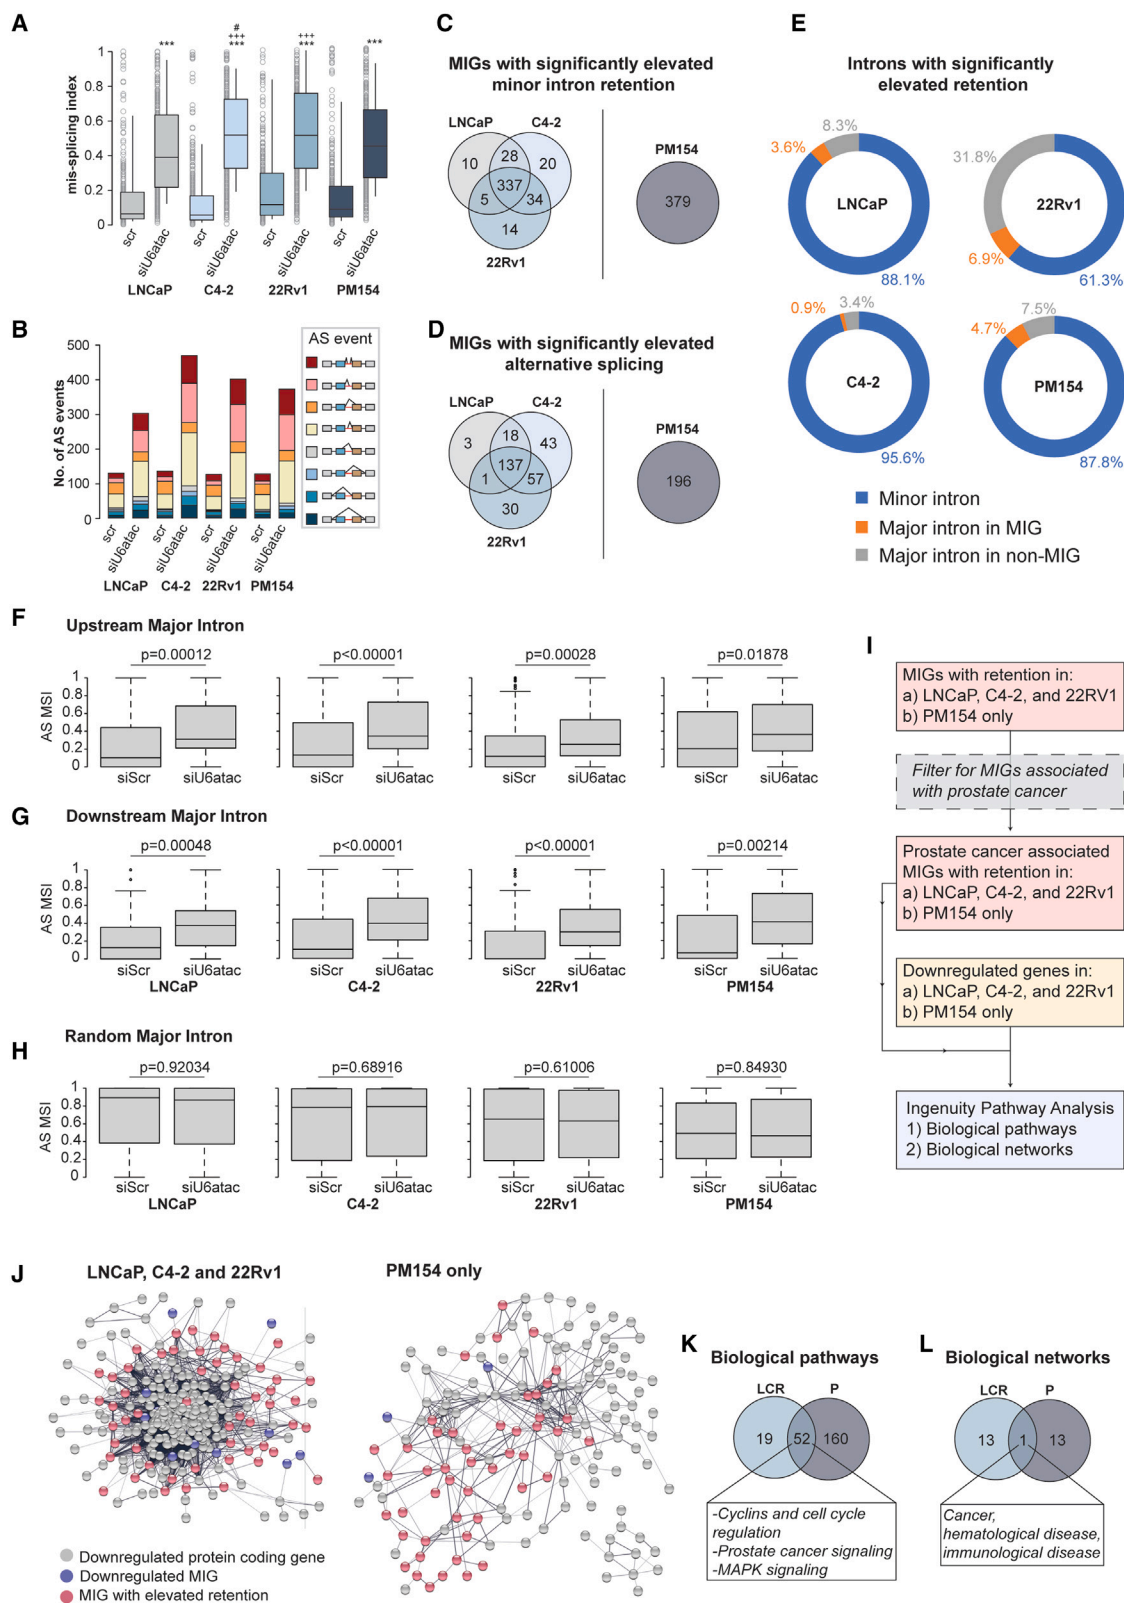 A
mis-splicing index
1
0.8
0.6
0.4
0.2
0
***
#
+++
***
+++
***
***
scr
siU6atac
scr
siU6atac
scr
siU6atac
scr
siU6atac
LNCaP
C4-2
22Rv1
PM154
B
No. of AS events
500
400
300
200
100
0
scr
siU6atac
scr
siU6atac
scr
siU6atac
scr
siU6atac
LNCaP
C4-2
22Rv1
PM154
AS event
C
MIGs with significantly elevated
minor intron retention
LNCaP
C4-2
10
28
20
337
5
34
14
22Rv1
PM154
379
D
MIGs with significantly elevated
alternative splicing
LNCaP
C4-2
3
18
43
137
1
57
30
22Rv1
PM154
196
E
Introns with significantly
elevated retention
8.3%
3.6%
LNCaP
88.1%
31.8%
22Rv1
6.9%
61.3%
0.9%
3.4%
C4-2
95.6%
7.5%
4.7%
PM154
87.8%
Minor intron
Major intron in MIG
Major intron in non-MIG
F
Upstream Major Intron
AS MSI
1
0.8
0.6
0.4
0.2
0
p=0.00012
p<0.00001
p=0.00028
p=0.01878
siScr
siU6atac
siScr
siU6atac
siScr
siU6atac
siScr
siU6atac
G
Downstream Major Intron
AS MSI
1
0.8
0.6
0.4
0.2
0
p=0.00048
p<0.00001
p<0.00001
p=0.00214
siScr
siU6atac
siScr
siU6atac
siScr
siU6atac
siScr
siU6atac
LNCaP
C4-2
22Rv1
PM154
H
Random Major Intron
AS MSI
1
0.8
0.6
0.4
0.2
0
p=0.92034
p=0.68916
p=0.61006
p=0.84930
siScr
siU6atac
siScr
siU6atac
siScr
siU6atac
siScr
siU6atac
LNCaP
C4-2
22Rv1
PM154
I
MIGs with retention in:
a) LNCaP, C4-2, and 22RV1
b) PM154 only
Filter for MIGs associated
with prostate cancer
Prostate cancer associated
MIGs with retention in:
a) LNCaP, C4-2, and 22Rv1
b) PM154 only
Downregulated genes in:
a) LNCaP, C4-2, and 22Rv1
b) PM154 only
Ingenuity Pathway Analysis
1) Biological pathways
2) Biological networks
J
LNCaP, C4-2 and 22Rv1
PM154 only
Downregulated protein coding gene
Downregulated MIG
MIG with elevated retention
K
Biological pathways
LCR
P
19
52
160
-Cyclins and cell cycle
regulation
-Prostate cancer signaling
-MAPK signaling
L
Biological networks
LCR
P
13
1
13
Cancer,
hematological disease,
immunological disease